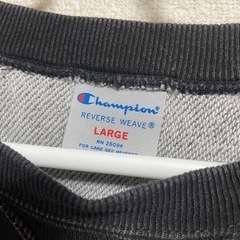 Champion
REVERSE WEAVE®
LARGE
RN 26094
FOR CARE SEE REVERSE